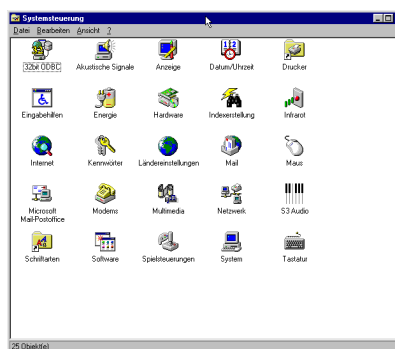 Systemsteuerung
Datei Bearbeiten Ansicht ?
32bit ODBC Akustische Signale Anzeige Datum/Uhrzeit Drucker
Eingabehilfen Energie Hardware Indexerstellung Infrarot
Internet Kennwörter Ländereinstellungen Mail Maus
Microsoft Mail-Postoffice Modems Multimedia Netzwerk S3 Audio
Schriftarten Software Spielsteuerungen System Tastatur
25 Objekt(e)